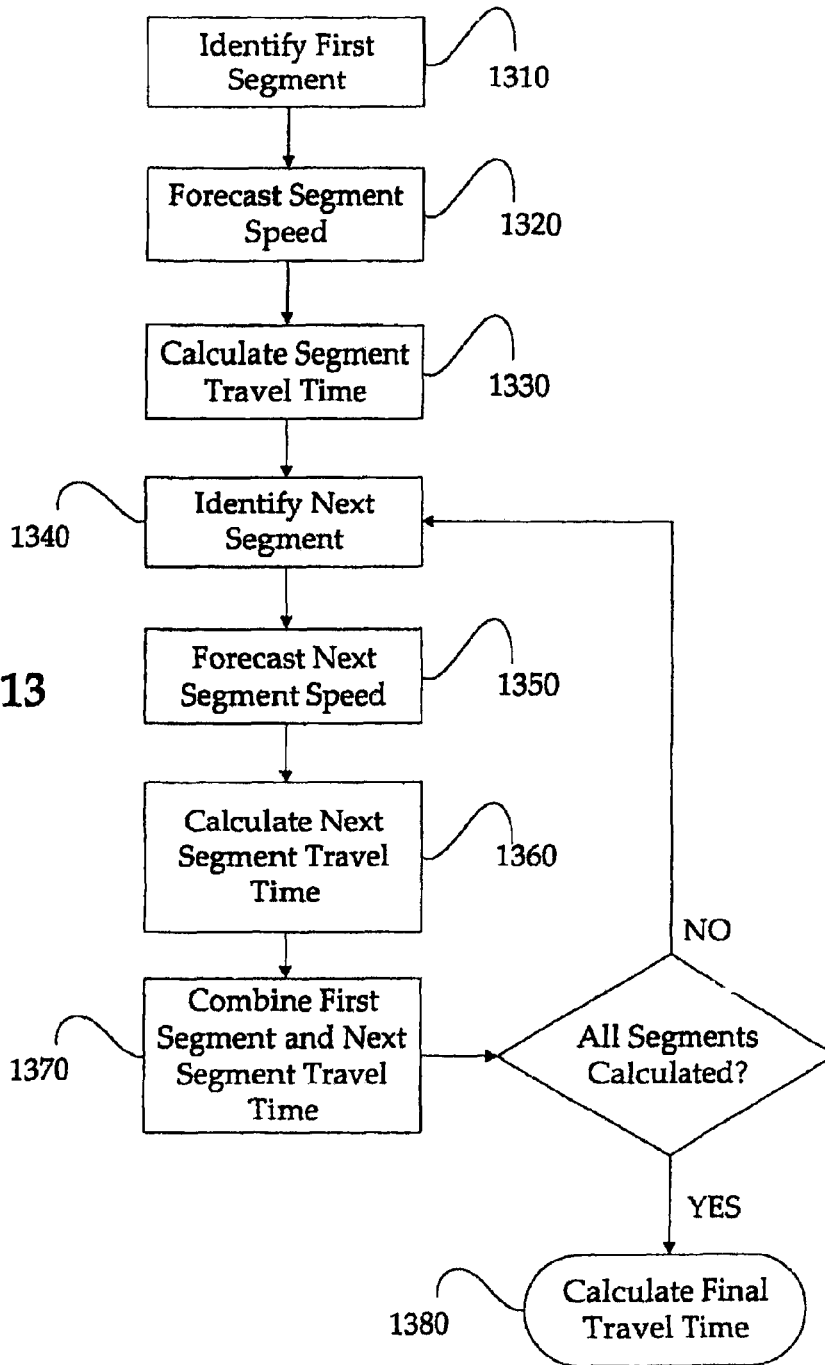 Identify First
Segment
1310
Forecast Segment
Speed
1320
Calculate Segment
Travel Time
1330
Identify Next
Segment
1340
Forecast Next
Segment Speed
1350
13
Calculate Next
Segment Travel
Time
1360
NO
Combine First
Segment and Next
Segment Travel
Time
1370
All Segments
Calculated?
YES
Calculate Final
Travel Time
1380